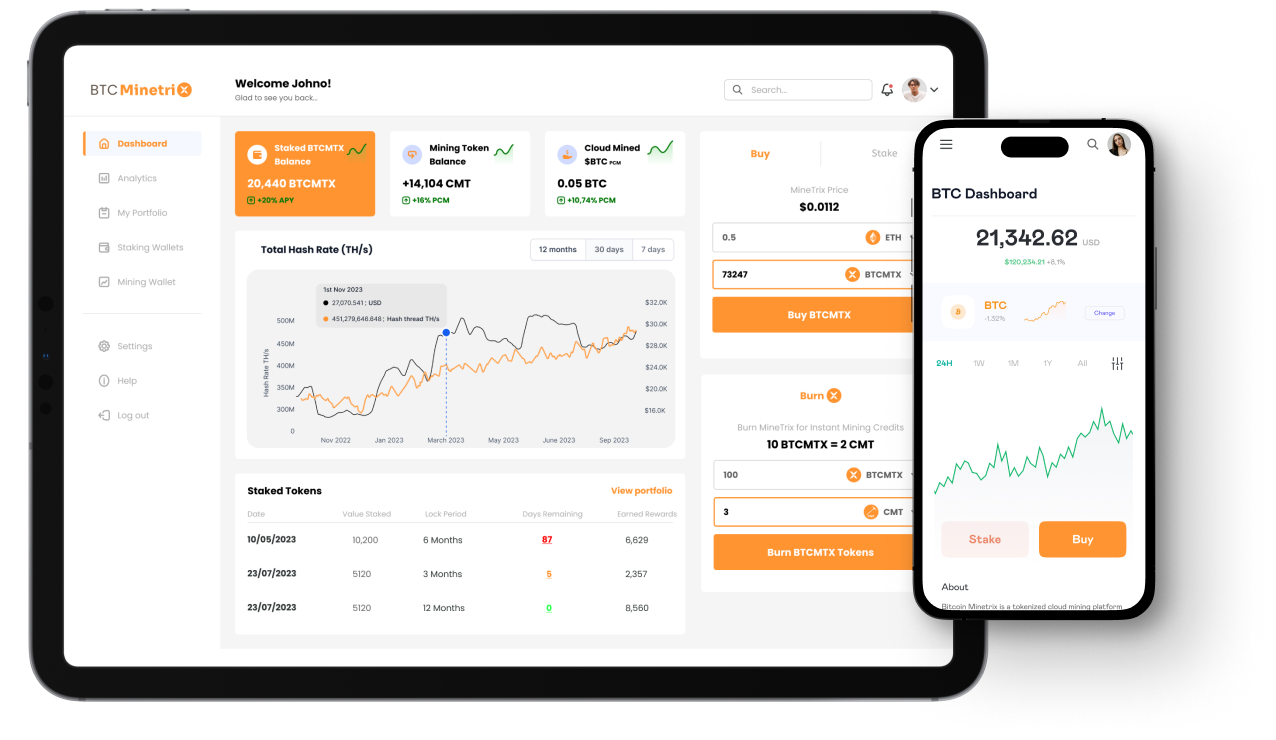 BTC Minetrix
Welcome Johno!
Glad to see you back...
Search...
Dashboard
Analytics
My Portfolio
Staking Wallets
Mining Wallet
Settings
Help
Log out
Staked BTCMTX
Balance
20,440 BTCMTX
+20% APY
Mining Token
Balance
+14,104 CMT
+16% PCM
Cloud Mined
$BTC PCM
0.05 BTC
+10,74% PCM
Total Hash Rate (TH/s)
12 months
30 days
7 days
1st Nov 2023
27,070.541 : USD
451,279,646.648 : Hash thread TH/s
Hash Rate TH/s
500M
450M
400M
350M
300M
0
$32.0K
$30.0K
$28.0K
$24.0K
$20.0K
$16.0K
Nov 2022
Jan 2023
March 2023
May 2023
June 2023
Sep 2023
Staked Tokens
View portfolio
Date Value Staked Lock Period Days Remaining Earned Rewards
10/05/2023 10,200 6 Months 87 6,629
23/07/2023 5120 3 Months 5 2,357
23/07/2023 5120 12 Months 0 8,560
Buy
Stake
MineTrix Price
$0.0112
0.5 ETH
73247 BTCMTX
Buy BTCMTX
Burn
Burn MineTrix for Instant Mining Credits
10 BTCMTX = 2 CMT
100 BTCMTX
3 CMT
Burn BTCMTX Tokens
BTC Dashboard
21,342.62 USD
$120,234.21 +8,1%
BTC
-1.32%
Change
24H
1W
1M
1Y
All
Stake
Buy
About
Bitcoin Minetrix is a tokenized cloud mining platform